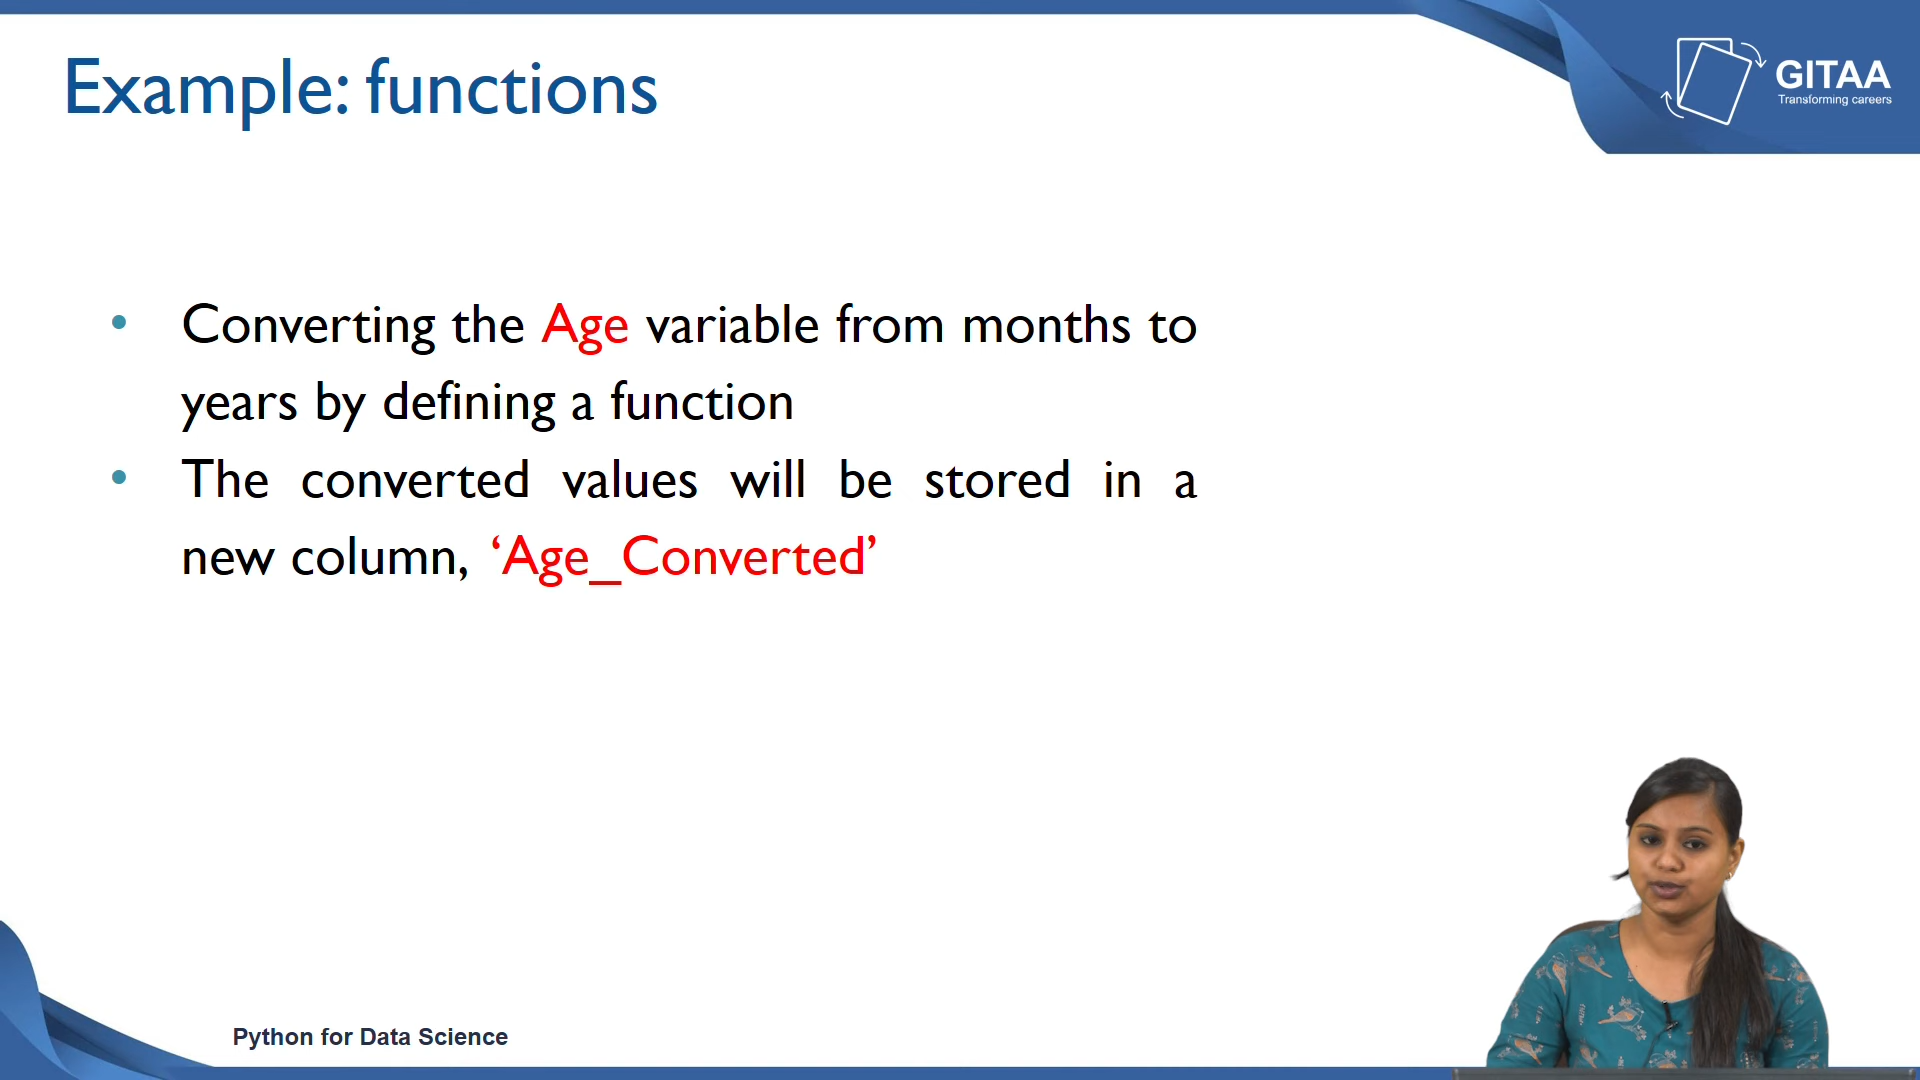 Example: functions
GITAA
Transforming careers
• Converting the Age variable from months to
years by defining a function
• The converted values will be stored in a
new column, ‘Age_Converted’
Python for Data Science